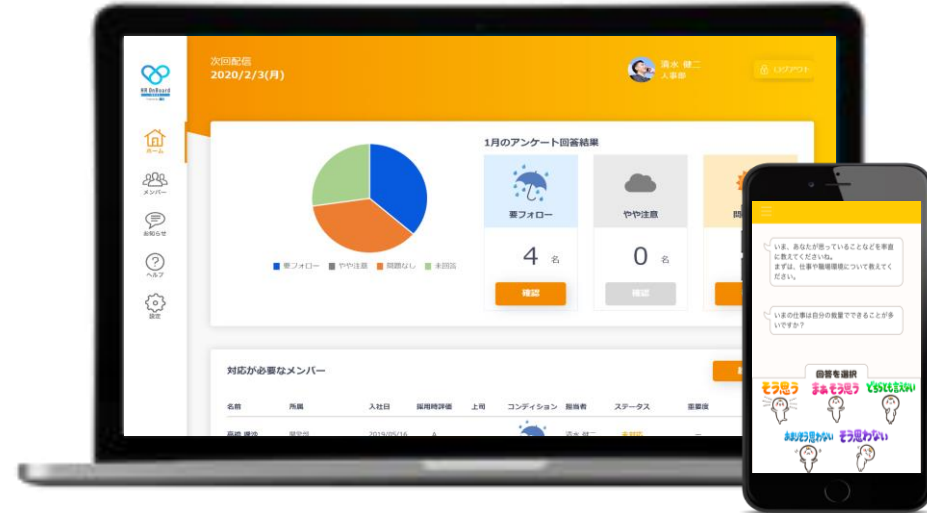 次回配信
2020/2/3(月)
清水 健二
人事部
ログアウト
HR OnBoard
ホーム
メンバー
お知らせ
ヘルプ
設定
1月のアンケート回答結果
要フォロー
やや注意
4 名
0 名
確認
確認
要フォロー やや注意 問題なし 未回答
対応が必要なメンバー
名前 所属 入社日 採用時評価 上司 コンディション 担当者 ステータス 重要度
2019/05/16 A 清水 健二 未対応 --
いま、あなたが思っていることなどを率直
に教えてくださいね。
まずは、仕事や職場環境について教えてく
ださい。
いまの仕事は自分の裁量でできることが多
いですか？
回答を選択
そう思う まあそう思う どちらとも言えない
あまりそう思わない そう思わない